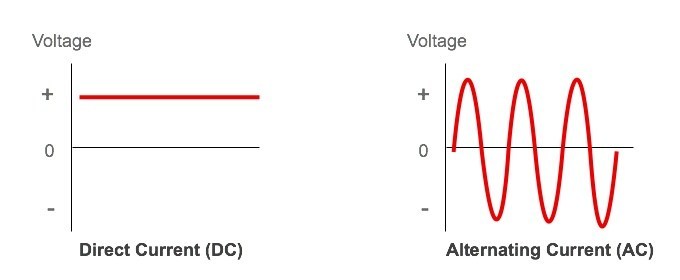 Voltage
+
0
-
Direct Current (DC)
Voltage
+
0
-
Alternating Current (AC)